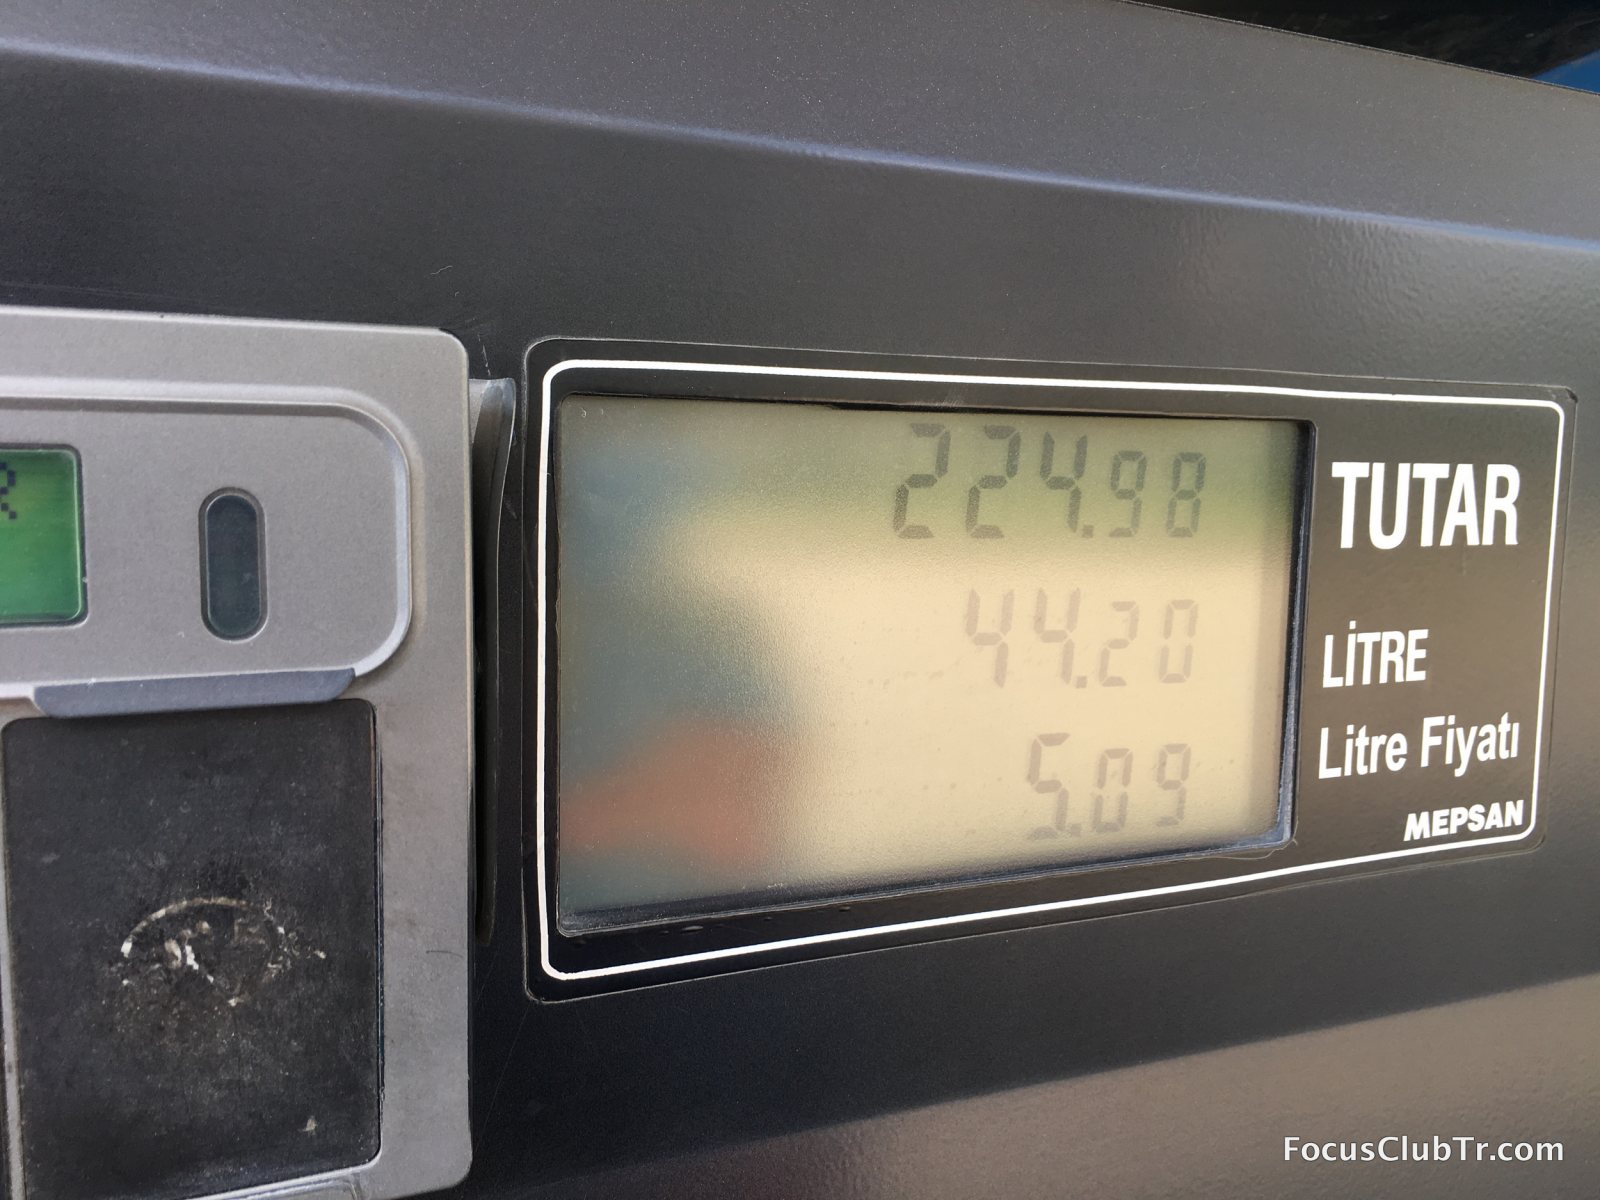 R
224.98
TUTAR
44.20
LİTRE
5.09
Litre Fiyatı
MEPSAN
FocusClubTr.com